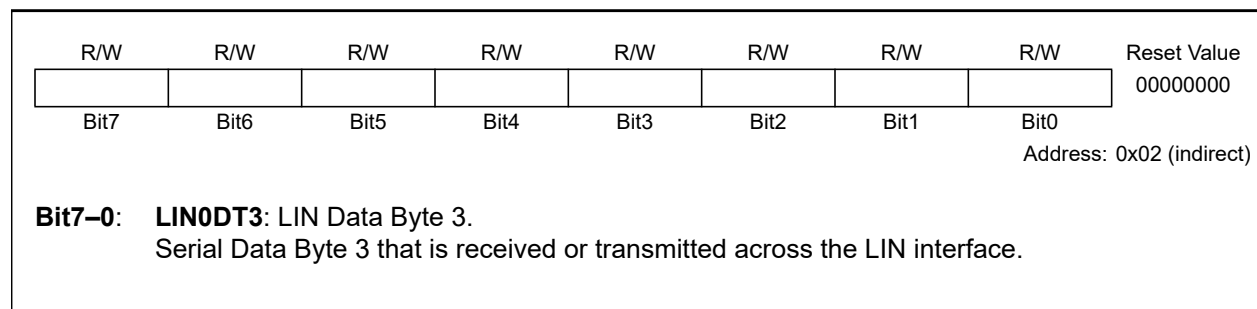 R/W R/W R/W R/W R/W R/W R/W R/W Reset Value
00000000
Bit7 Bit6 Bit5 Bit4 Bit3 Bit2 Bit1 Bit0
Address: 0x02 (indirect)
Bit7–0: LIN0DT3: LIN Data Byte 3.
Serial Data Byte 3 that is received or transmitted across the LIN interface.